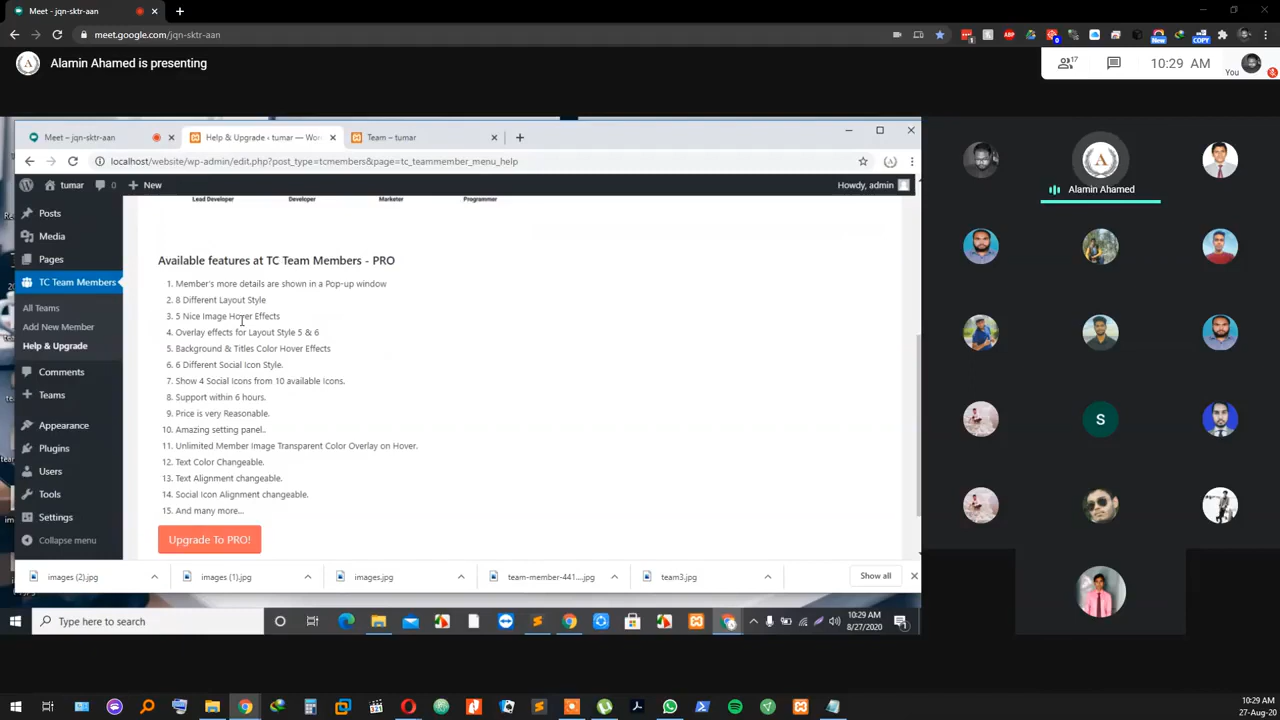 Meet - jqn-sktr-aan
meet.google.com/jqn-sktr-aan
Alamin Ahamed is presenting
17
10:29 AM
You
Meet – jqn-sktr-aan
Help & Upgrade ‹ tumar — Wo
Team – tumar
localhost/website/wp-admin/edit.php?post_type=tcmembers&page=tc_teammember_menu_help
tumar
0
New
Howdy, admin
Posts
Media
Pages
TC Team Members
All Teams
Add New Member
Help & Upgrade
Comments
Teams
Appearance
Plugins
Users
Tools
Settings
Collapse menu
Lead Developer
Developer
Marketer
Programmer
Available features at TC Team Members - PRO
1. Member's more details are shown in a Pop-up window
2. 8 Different Layout Style
3. 5 Nice Image Hover Effects
4. Overlay effects for Layout Style 5 & 6
5. Background & Titles Color Hover Effects
6. 6 Different Social Icon Style.
7. Show 4 Social Icons from 10 available Icons.
8. Support within 6 hours.
9. Price is very Reasonable.
10. Amazing setting panel..
11. Unlimited Member Image Transparent Color Overlay on Hover.
12. Text Color Changeable.
13. Text Alignment changeable.
14. Social Icon Alignment changeable.
15. And many more...
Upgrade To PRO!
images (2).jpg
images (1).jpg
images.jpg
team-member-441....jpg
team3.jpg
Show all
Type here to search
10:29 AM
8/27/2020
A
Alamin Ahamed
S
10:29 AM
27-Aug-20